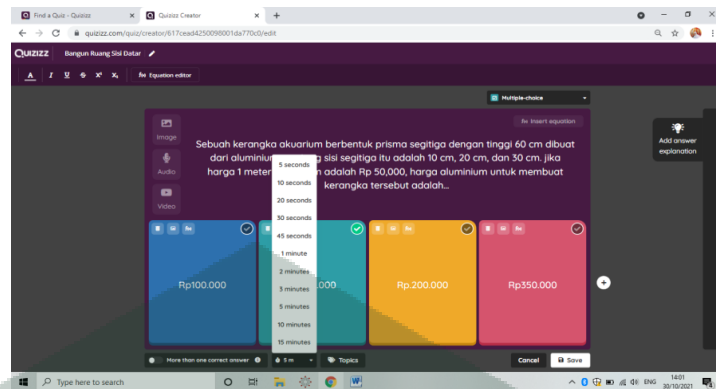 Find a Quiz - Quizizz
Quizizz Creator
quizizz.com/quiz/creator/617cead4250098001da770c0/edit
QUIZIZZ Bangun Ruang Sisi Datar
A I U S X² X₂ fx Equation editor
Multiple-choice
fx Insert equation
Image
Audio
Video
Sebuah kerangka akuarium berbentuk prisma segitiga dengan tinggi 60 cm dibuat
dari g sisi segitiga itu adalah 10 cm, 20 cm, dan 30 cm. jika
harga 1 meter adalah Rp 50,000, harga aluminium untuk membuat
kerangka tersebut adalah...
Add answer
explanation
5 seconds
10 seconds
20 seconds
30 seconds
45 seconds
1 minute
2 minutes
3 minutes
5 minutes
10 minutes
15 minutes
Rp100.000
.000
Rp.200.000
Rp350.000
More than one correct answer
5 m
Topics
Cancel
Save
Type here to search
ENG
14:01
30/10/2021